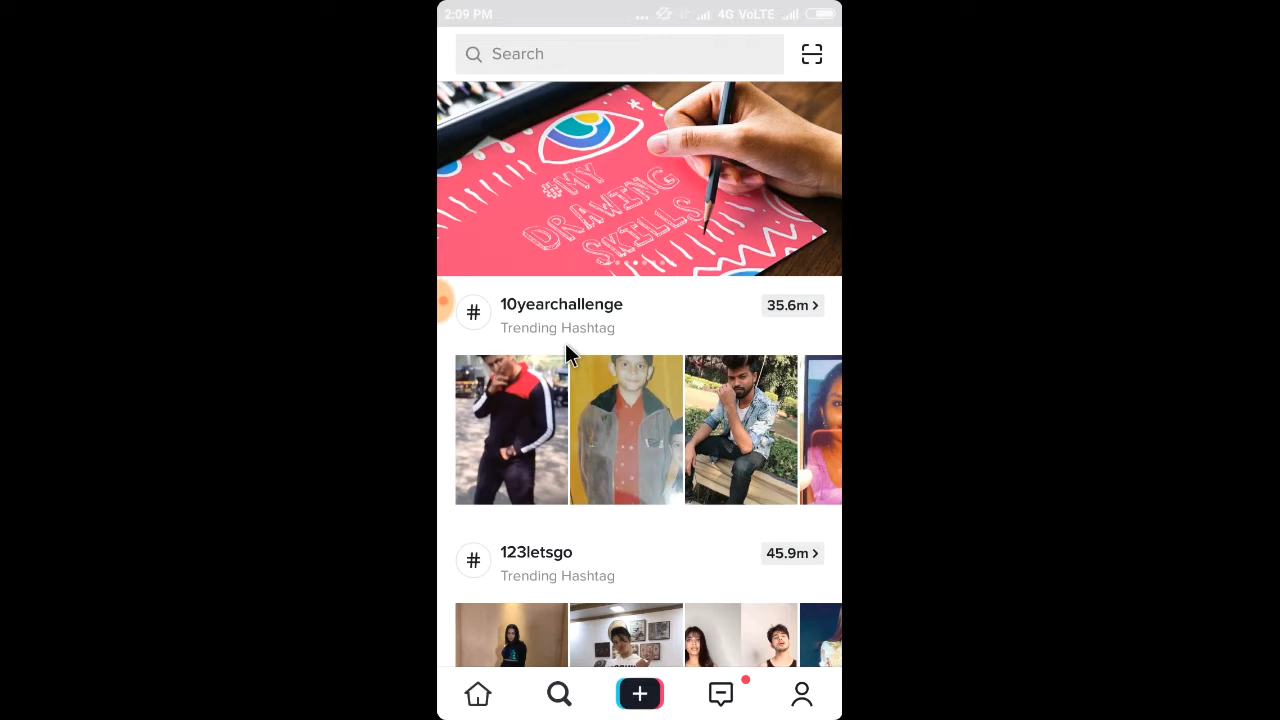 2:09 PM
4G VoLTE
Search
#MY
DRAWING
SKILLS
10yearchallenge
35.6m >
Trending Hashtag
123letsgo
45.9m >
Trending Hashtag